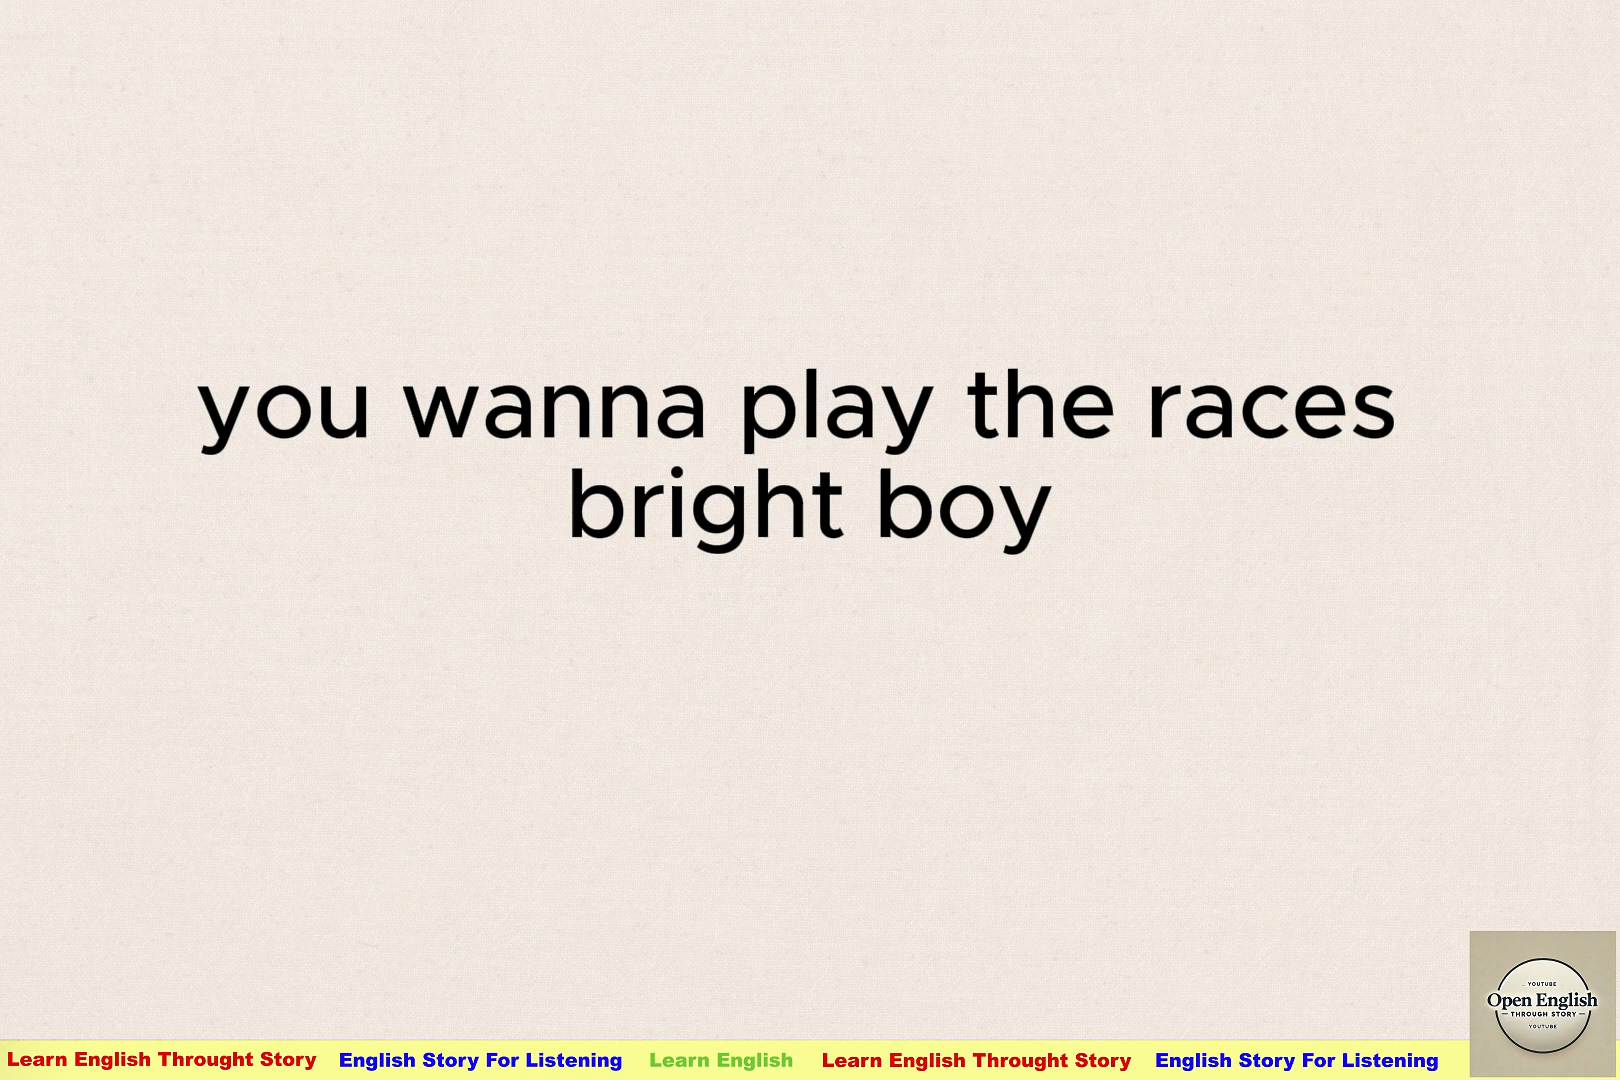 you wanna play the races
bright boy
YOUTUBE
Open English
THROUGH STORY
YOUTUBE
Learn English Throught Story English Story For Listening Learn English Learn English Throught Story English Story For Listening